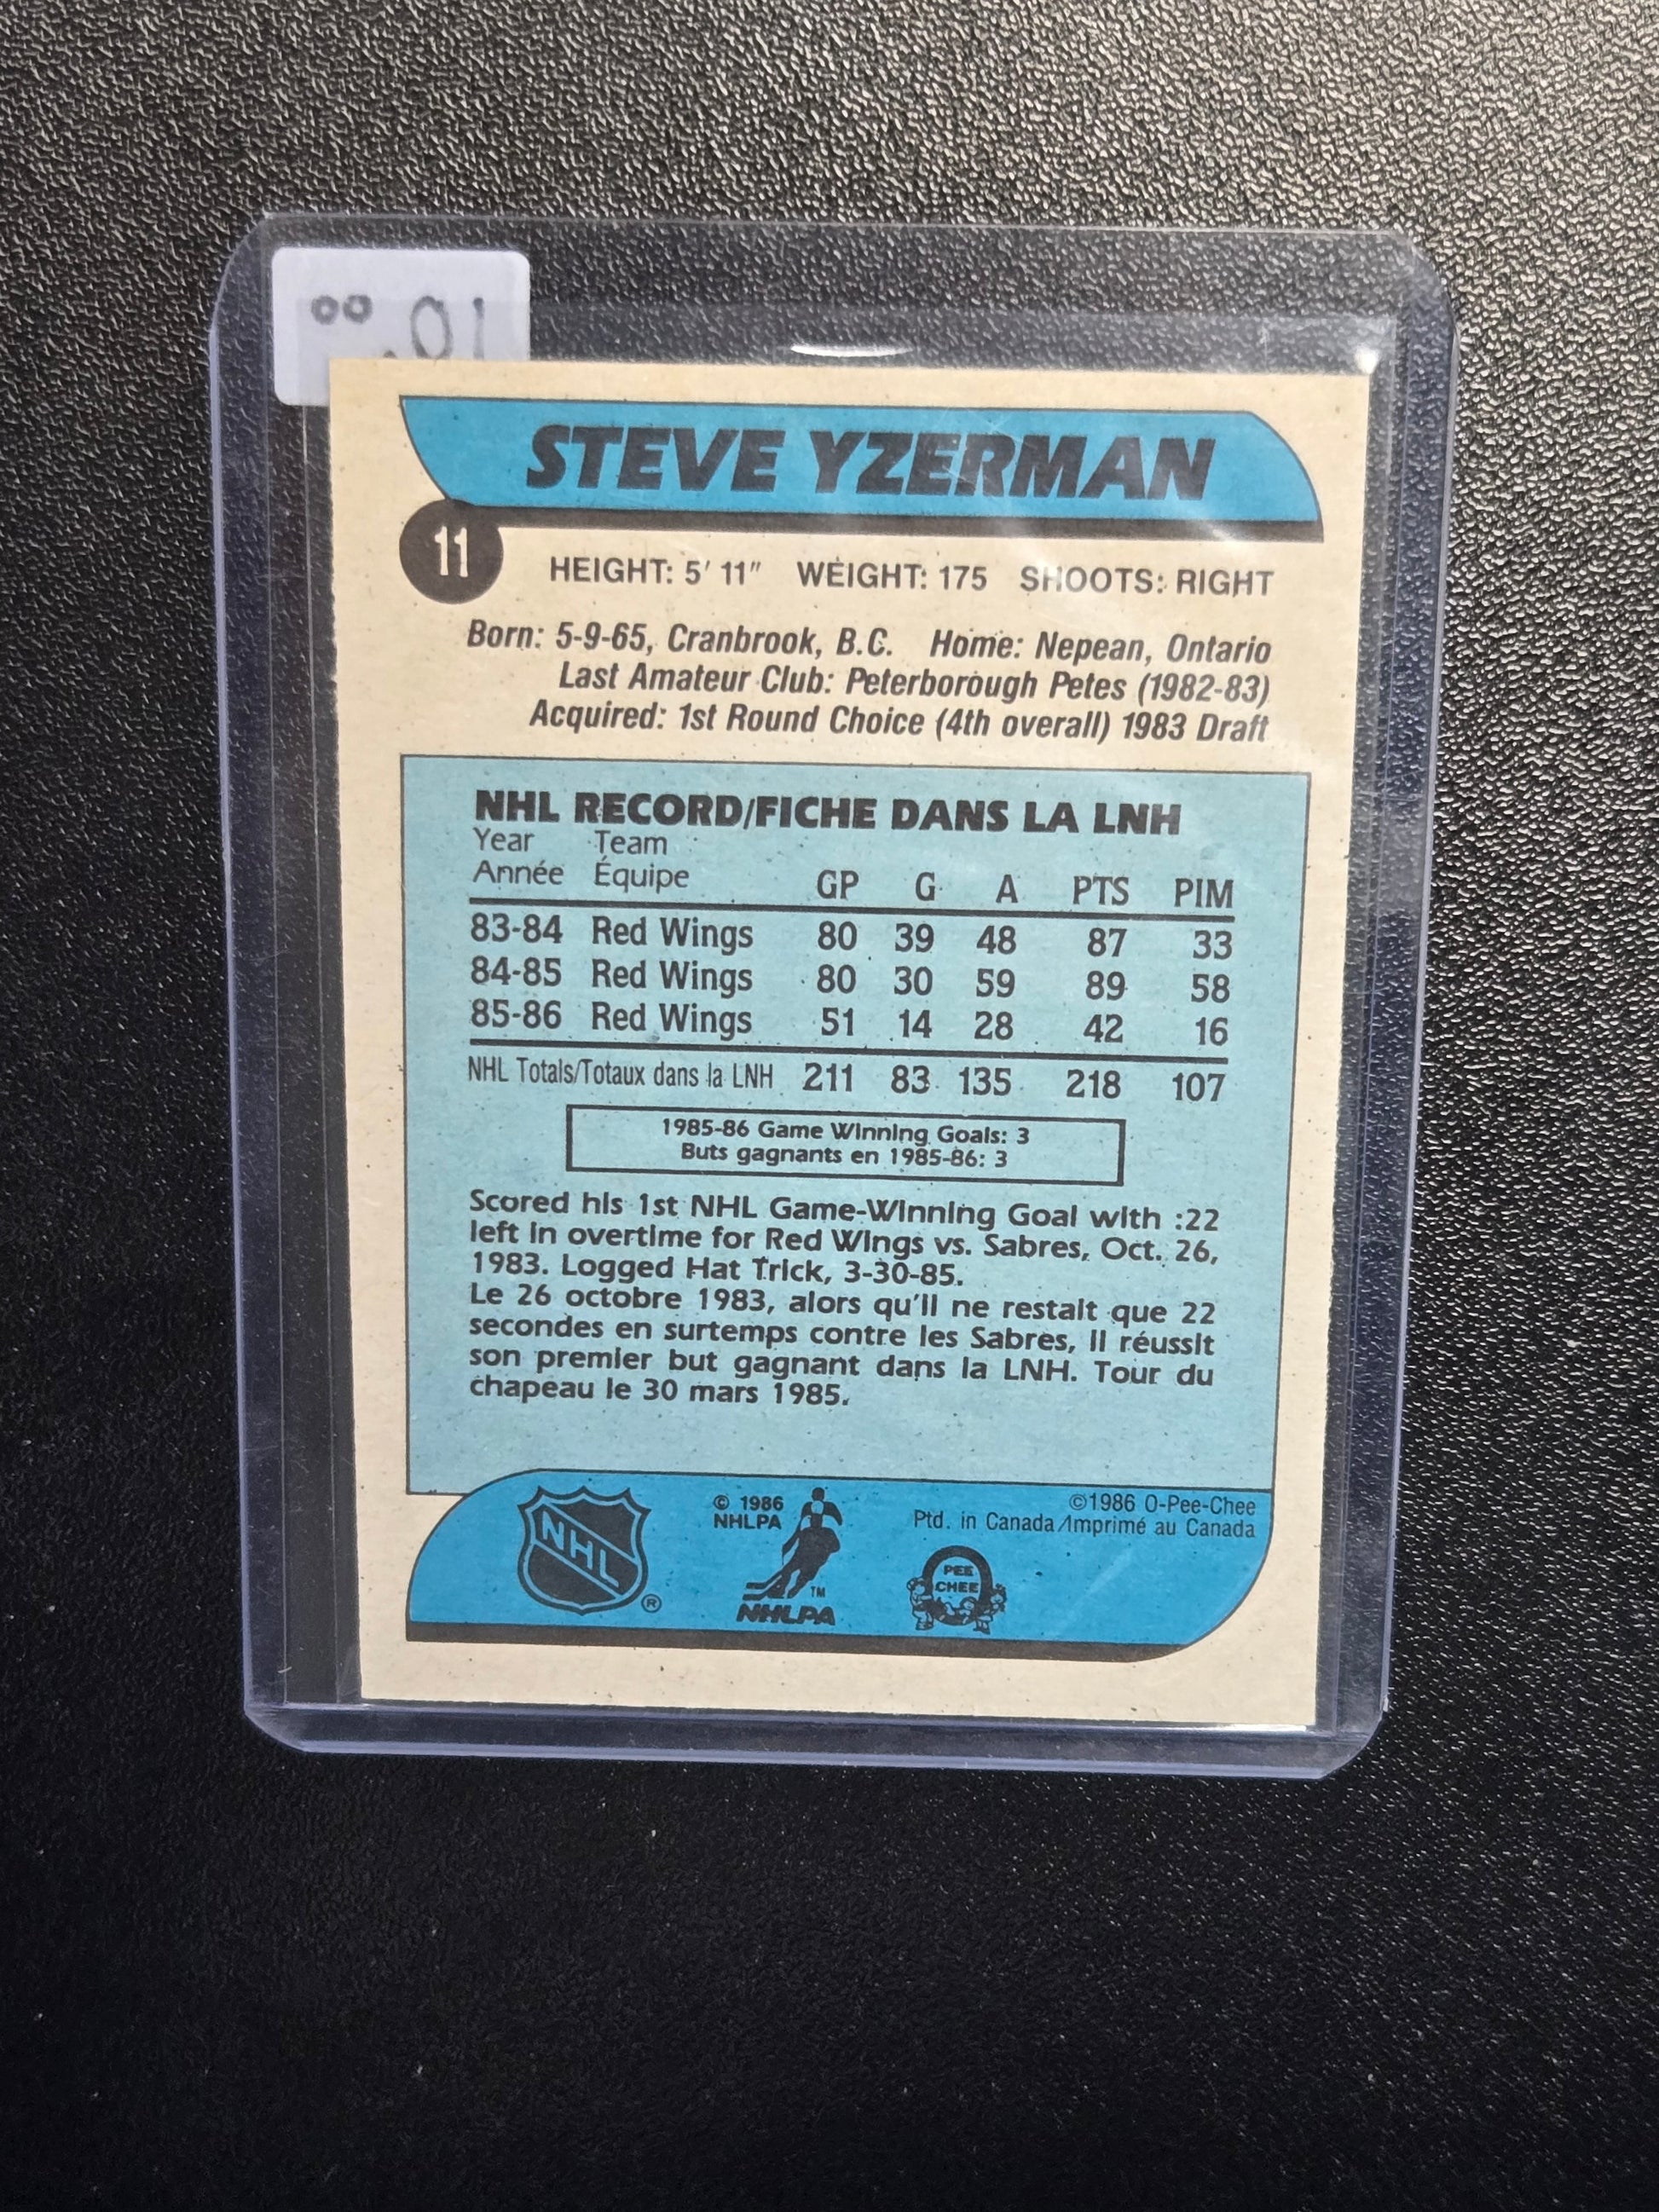 STEVE YZERMAN
11
HEIGHT: 5' 11" WEIGHT: 175 SHOOTS: RIGHT
Born: 5-9-65, Cranbrook, B.C. Home: Nepean, Ontario
Last Amateur Club: Peterborough Petes (1982-83)
Acquired: 1st Round Choice (4th overall) 1983 Draft
NHL RECORD/FICHE DANS LA LNH
Year Team
Année Équipe GP G A PTS PIM
83-84 Red Wings 80 39 48 87 33
84-85 Red Wings 80 30 59 89 58
85-86 Red Wings 51 14 28 42 16
NHL Totals/Totaux dans la LNH 211 83 135 218 107
1985-86 Game Winning Goals: 3
Buts gagnants en 1985-86: 3
Scored his 1st NHL Game-Winning Goal with :22
left in overtime for Red Wings vs. Sabres, Oct. 26,
1983. Logged Hat Trick, 3-30-85.
Le 26 octobre 1983, alors qu'il ne restait que 22
secondes en surtemps contre les Sabres, il réussit
son premier but gagnant dans la LNH. Tour du
chapeau le 30 mars 1985.
NHL ®
© 1986
NHLPA
TM
NHLPA
©1986 O-Pee-Chee
Ptd. in Canada/Imprimé au Canada
PEE
CHEE